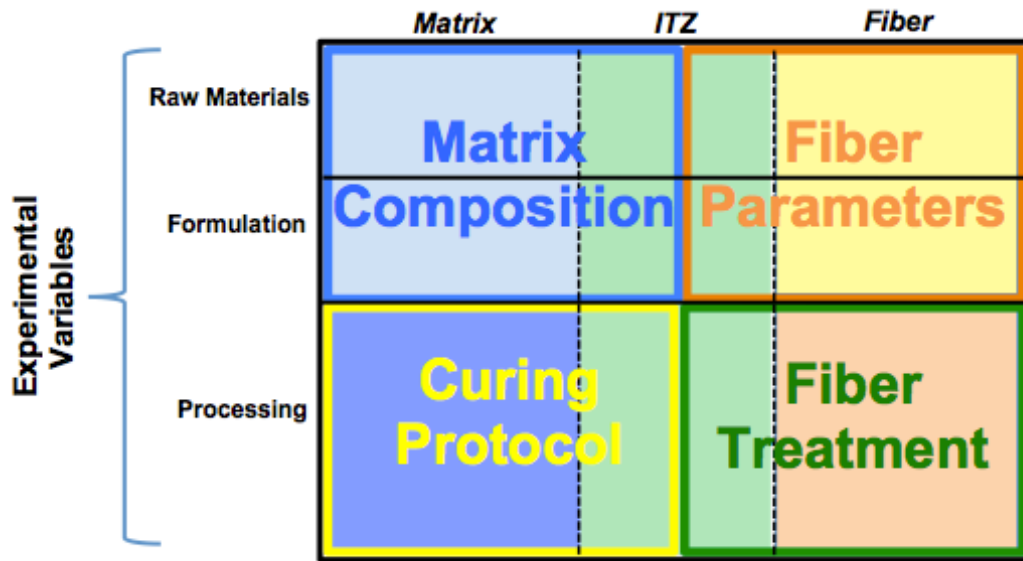 Matrix ITZ Fiber
Experimental
Variables
Raw Materials
Formulation
Processing
Matrix
Composition
Fiber
Parameters
Curing
Protocol
Fiber
Treatment